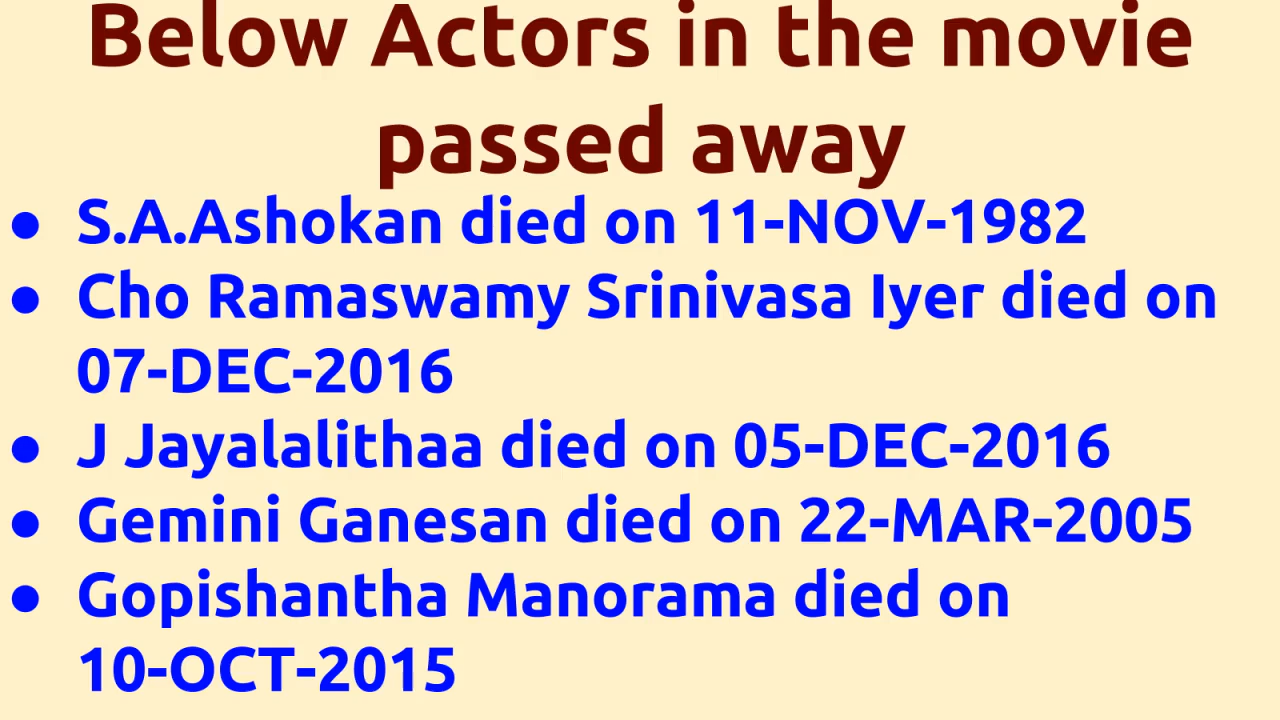 Below Actors in the movie
passed away
● S.A.Ashokan died on 11-NOV-1982
● Cho Ramaswamy Srinivasa Iyer died on
07-DEC-2016
● J Jayalalithaa died on 05-DEC-2016
● Gemini Ganesan died on 22-MAR-2005
● Gopishantha Manorama died on
10-OCT-2015